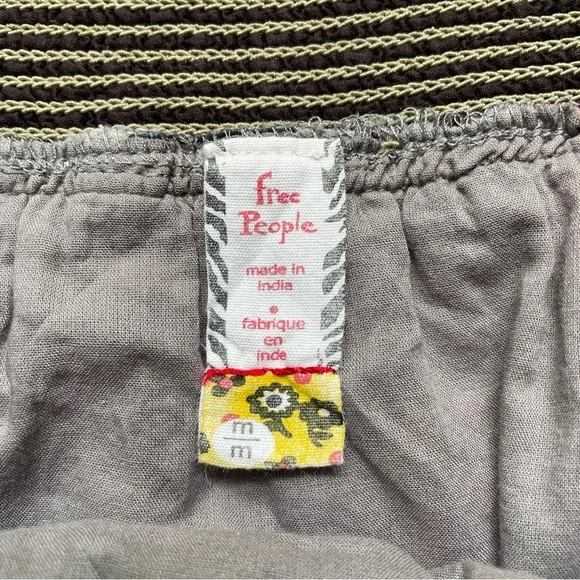 free
People
made in
india
•
fabrique
en
inde
m
m